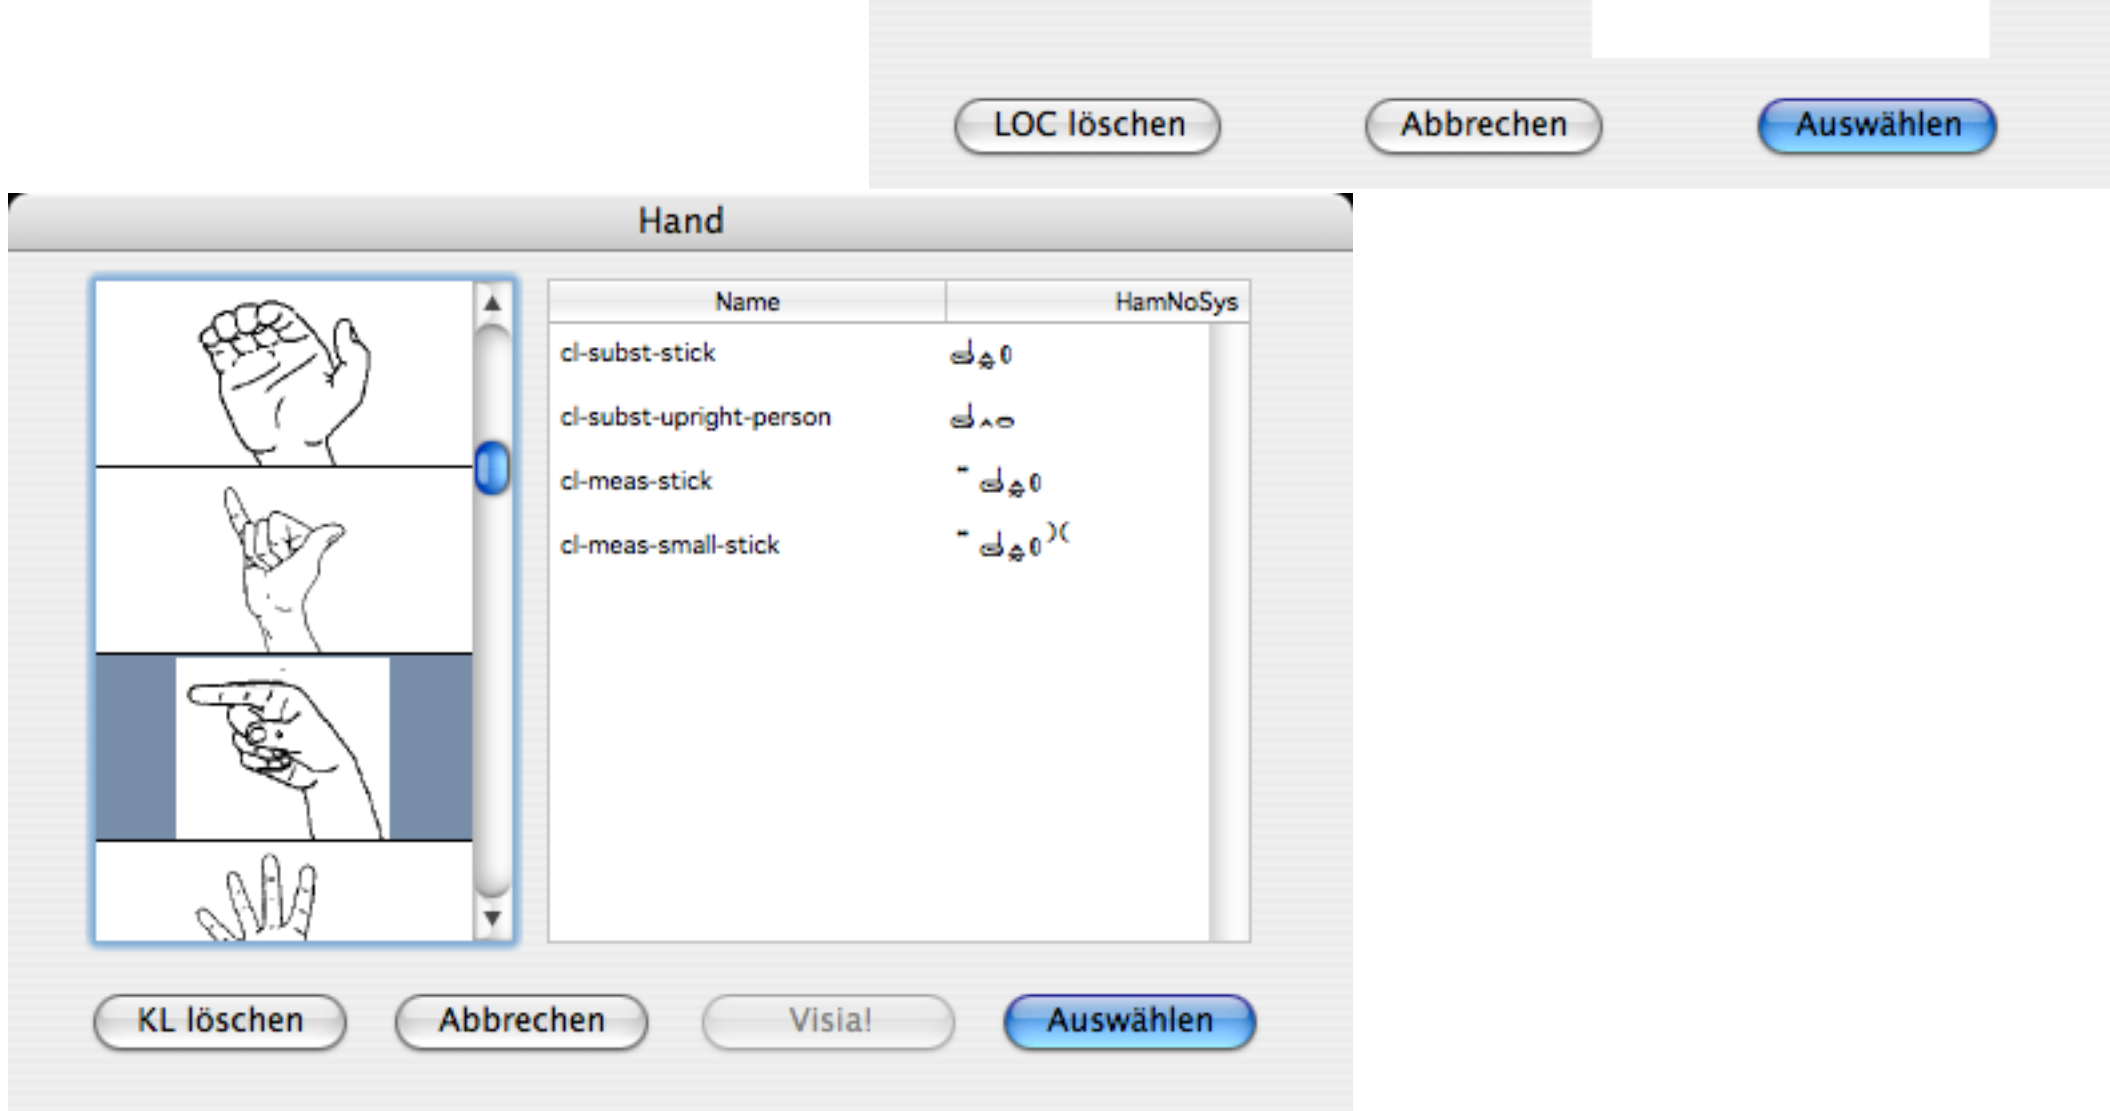 LOC löschen Abbrechen Auswählen
Hand
Name HamNoSys
cl-subst-stick
cl-subst-upright-person
cl-meas-stick
cl-meas-small-stick
KL löschen Abbrechen Visia! Auswählen